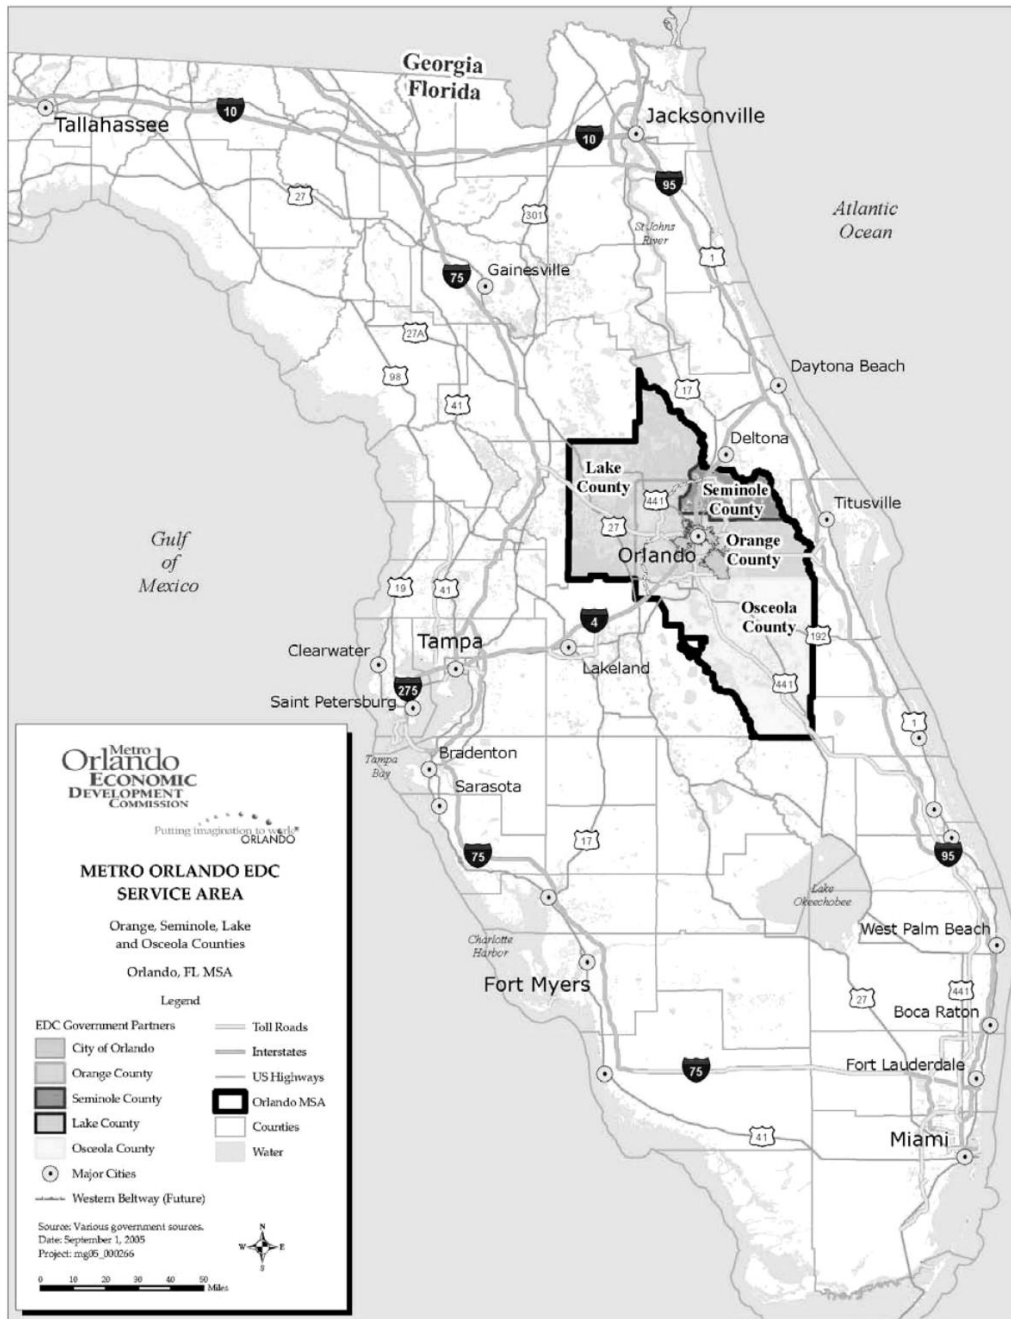 Georgia
Florida
Tallahassee
10
10
Jacksonville
95
27
301
St Johns
River
Atlantic
Ocean
1
75
Gainesville
27A
98
41
17
Daytona Beach
Deltona
Lake
County
441
Seminole
County
Titusville
27
Orlando
Orange
County
Gulf
of
Mexico
19
41
4
Osceola
County
192
Clearwater
Tampa
Lakeland
275
Saint Petersburg
441
1
Tampa
Bay
Bradenton
Sarasota
75
17
95
Lake
Okeechobee
Charlotte
Harbor
West Palm Beach
Fort Myers
27
441
Boca Raton
75
Fort Lauderdale
41
Miami
Metro
Orlando
ECONOMIC
DEVELOPMENT
COMMISSION
Putting imagination to work®
ORLANDO
METRO ORLANDO EDC
SERVICE AREA
Orange, Seminole, Lake
and Osceola Counties
Orlando, FL MSA
Legend
EDC Government Partners
City of Orlando
Orange County
Seminole County
Lake County
Osceola County
Major Cities
Western Beltway (Future)
Toll Roads
Interstates
US Highways
Orlando MSA
Counties
Water
Source: Various government sources.
Date: September 1, 2005
Project: mg05_000266
N
W E
S
0 10 20 30 40 50
Miles